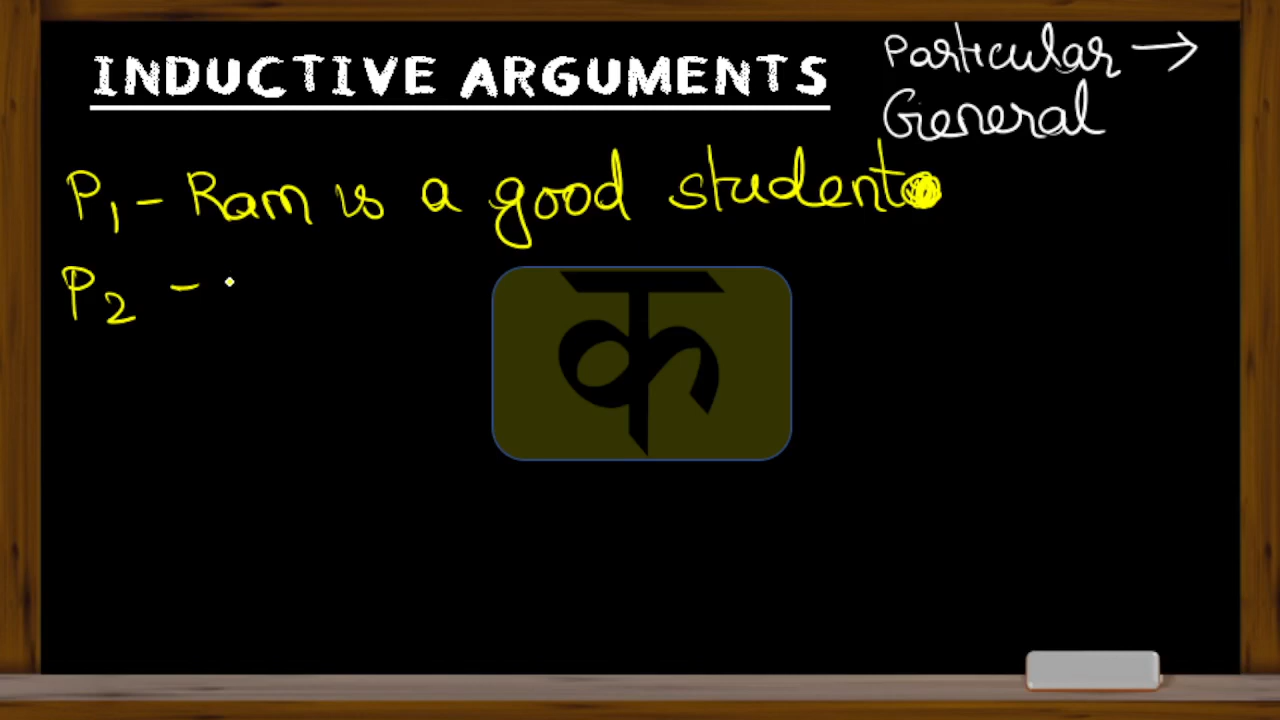 INDUCTIVE ARGUMENTS
Particular →
General
P1 - Ram is a good student.
P2 -
क